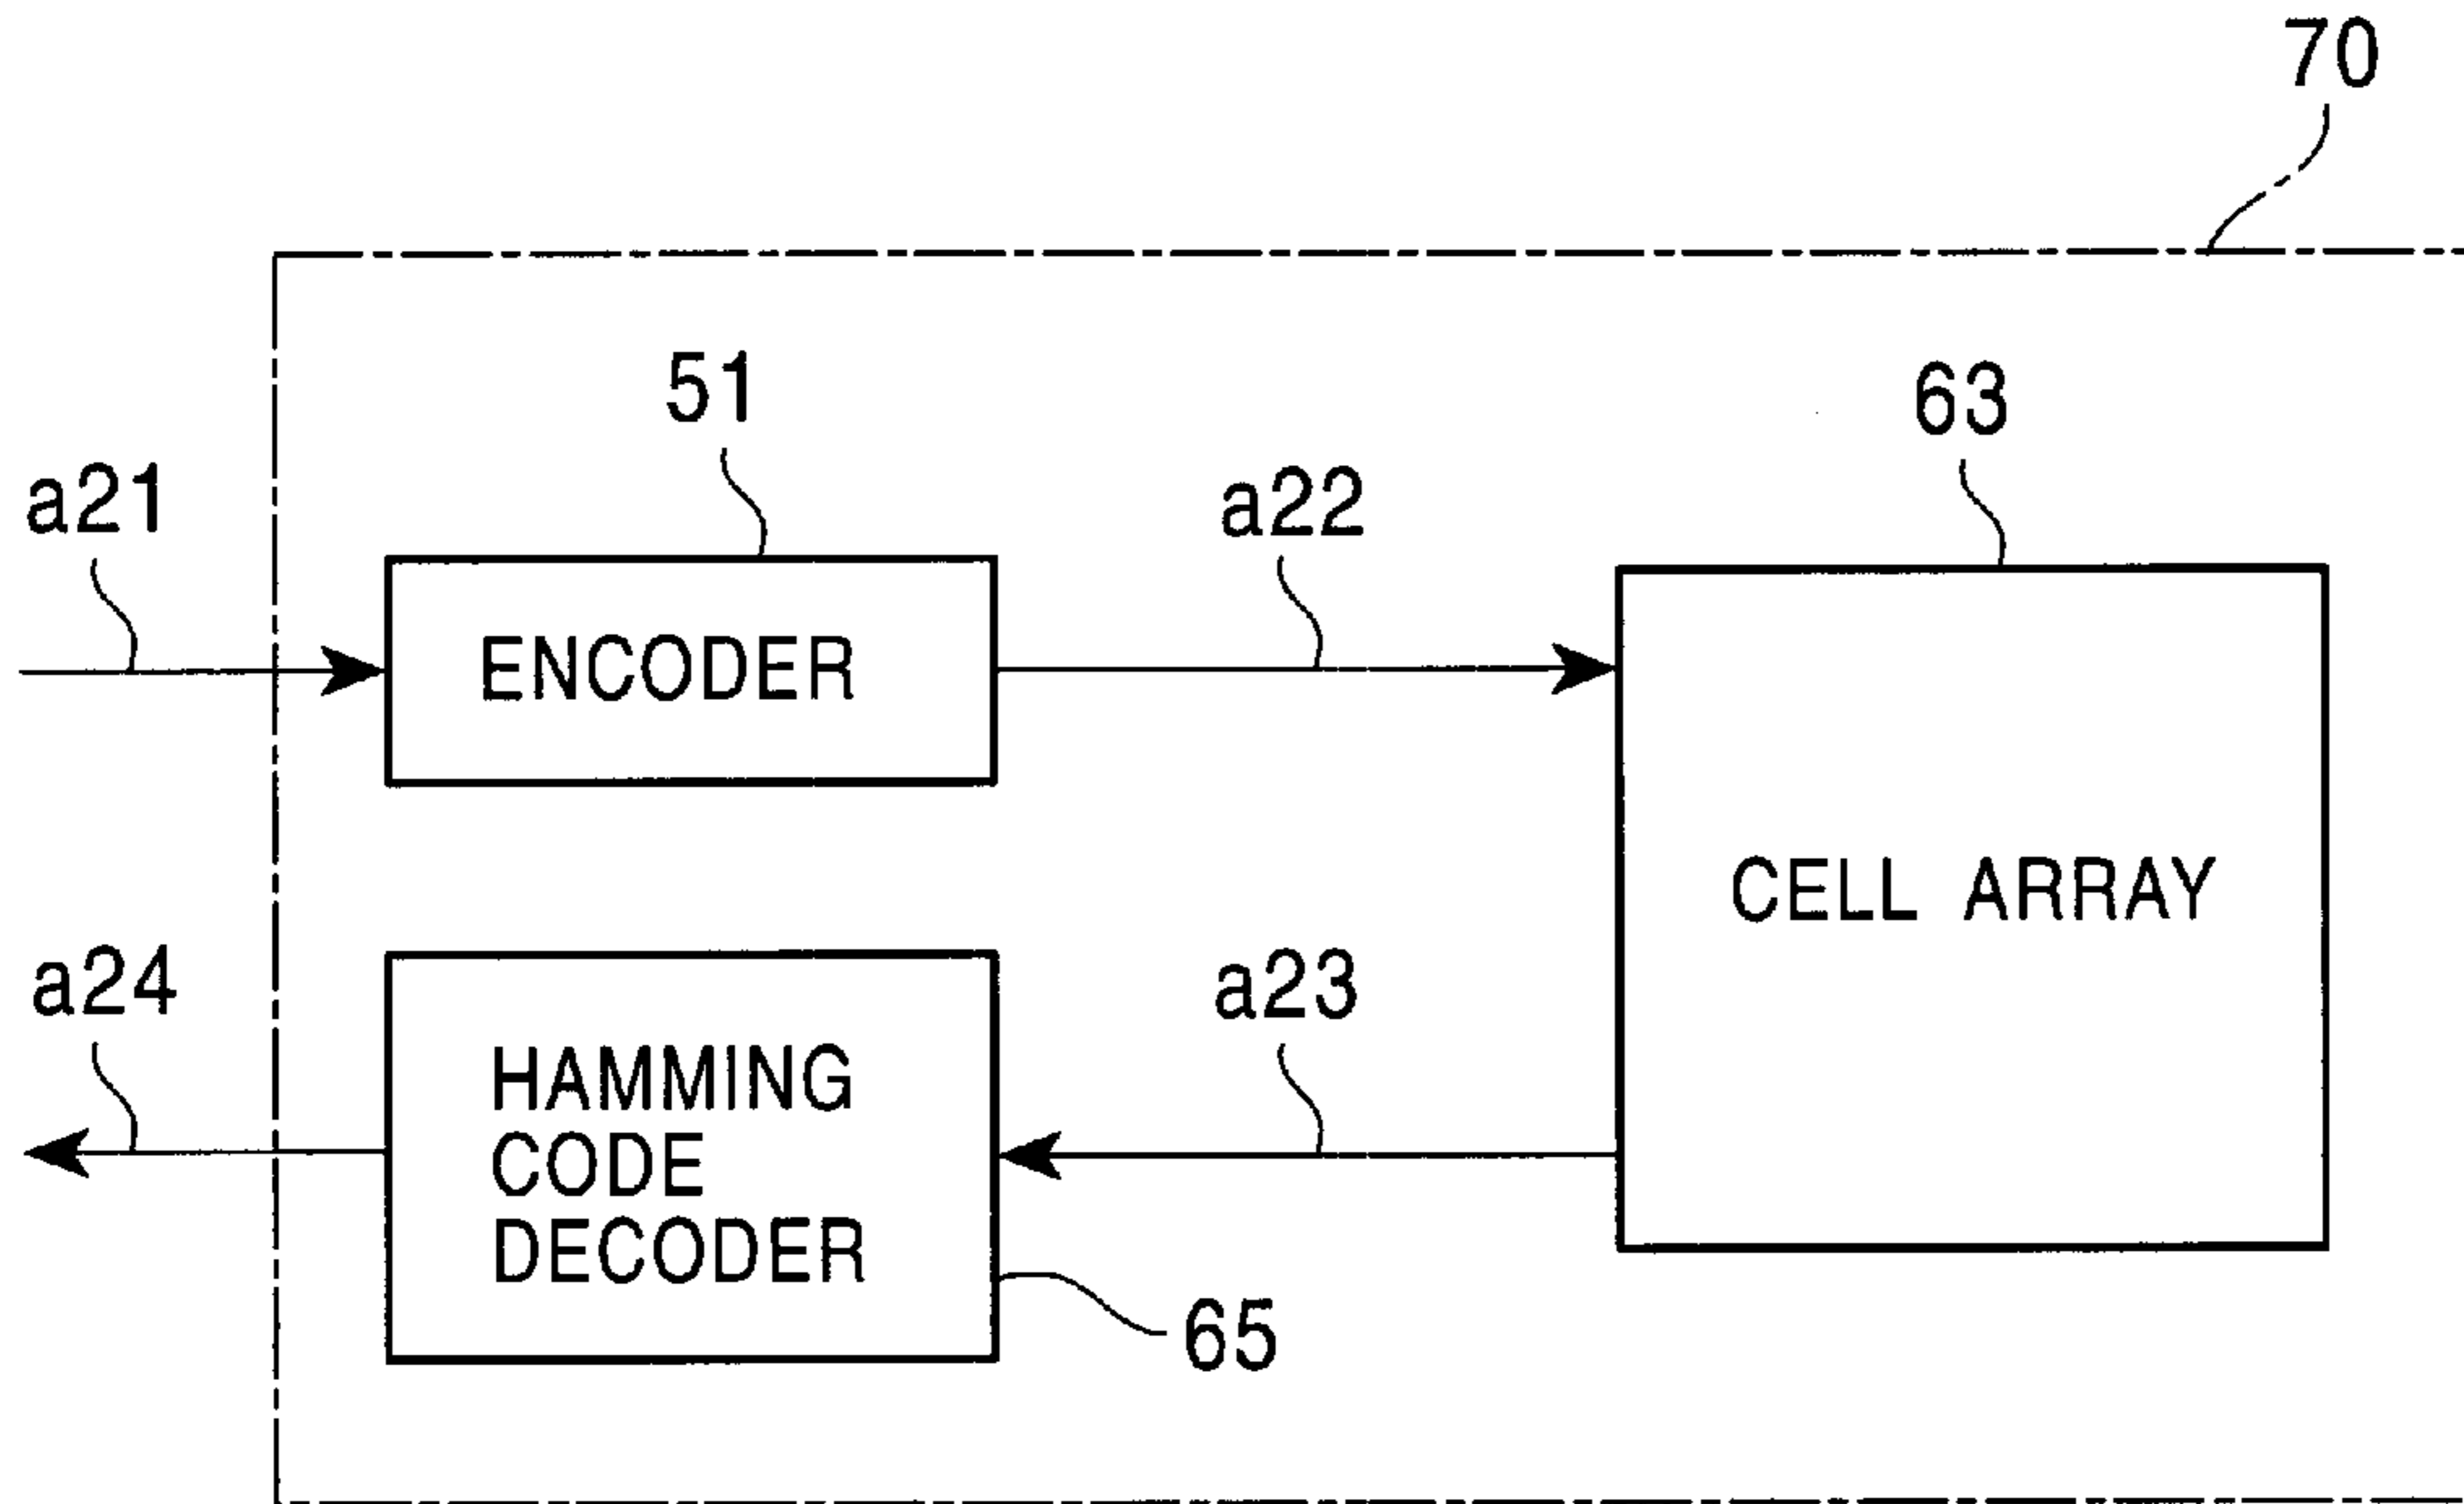 70
51
63
a21
a22
ENCODER
CELL ARRAY
a24
a23
HAMMING
CODE
DECODER
65